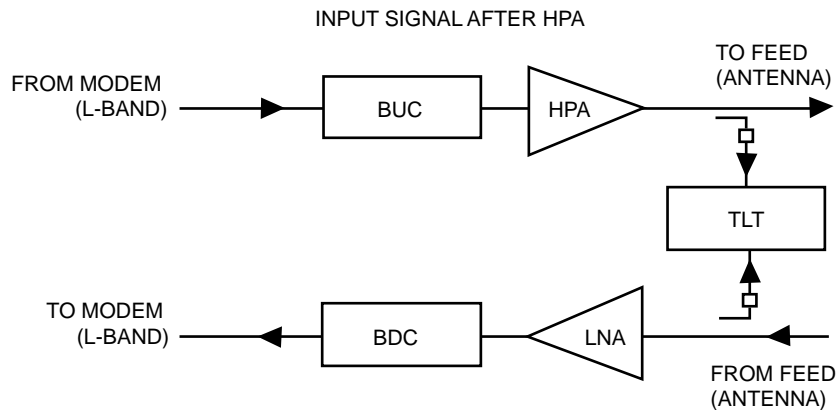 INPUT SIGNAL AFTER HPA
FROM MODEM
(L-BAND)
BUC
HPA
TO FEED
(ANTENNA)
TLT
TO MODEM
(L-BAND)
BDC
LNA
FROM FEED
(ANTENNA)